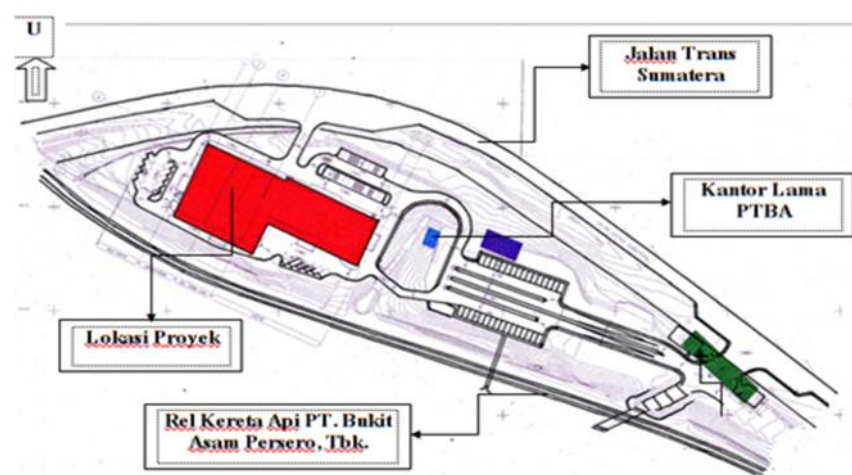 U
Jalan Trans
Sumatera
Kantor Lama
PTBA
Lokasi Proyek
Rel Kereta Api PT. Bukit
Asam Persero, Tbk.